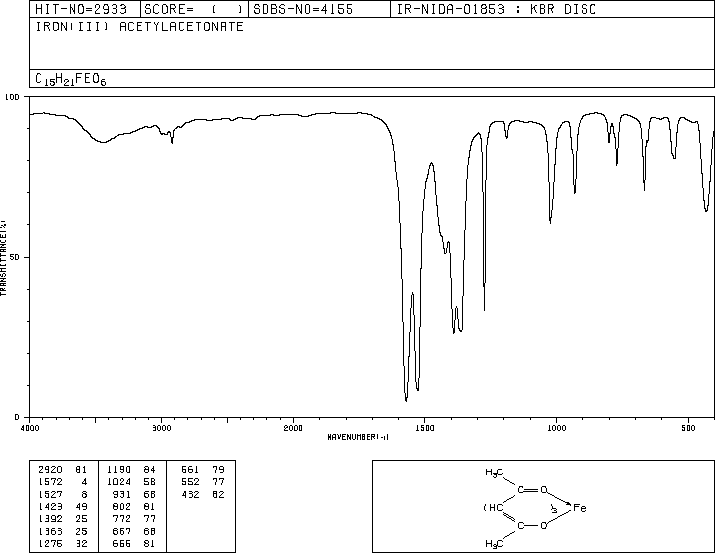 HIT-NO=2933 SCORE= ( ) SDBS-NO=4155 IR-NIDA-01853 : KBR DISC
IRON(III) ACETYLACETONATE
C15H21FEO6
100
50
0
TRANSMITTANCE(%)
4000 3000 2000 1500 1000 500
WAVENUMBER(-1)
2920 81 1190 84 561 79
1572 4 1024 58 552 77
1527 8 931 66 432 62
1423 49 802 81
1392 25 772 77
1363 25 667 68
1275 32 656 81
H3C
C=O
(HC )3 Fe
C-O
H3C